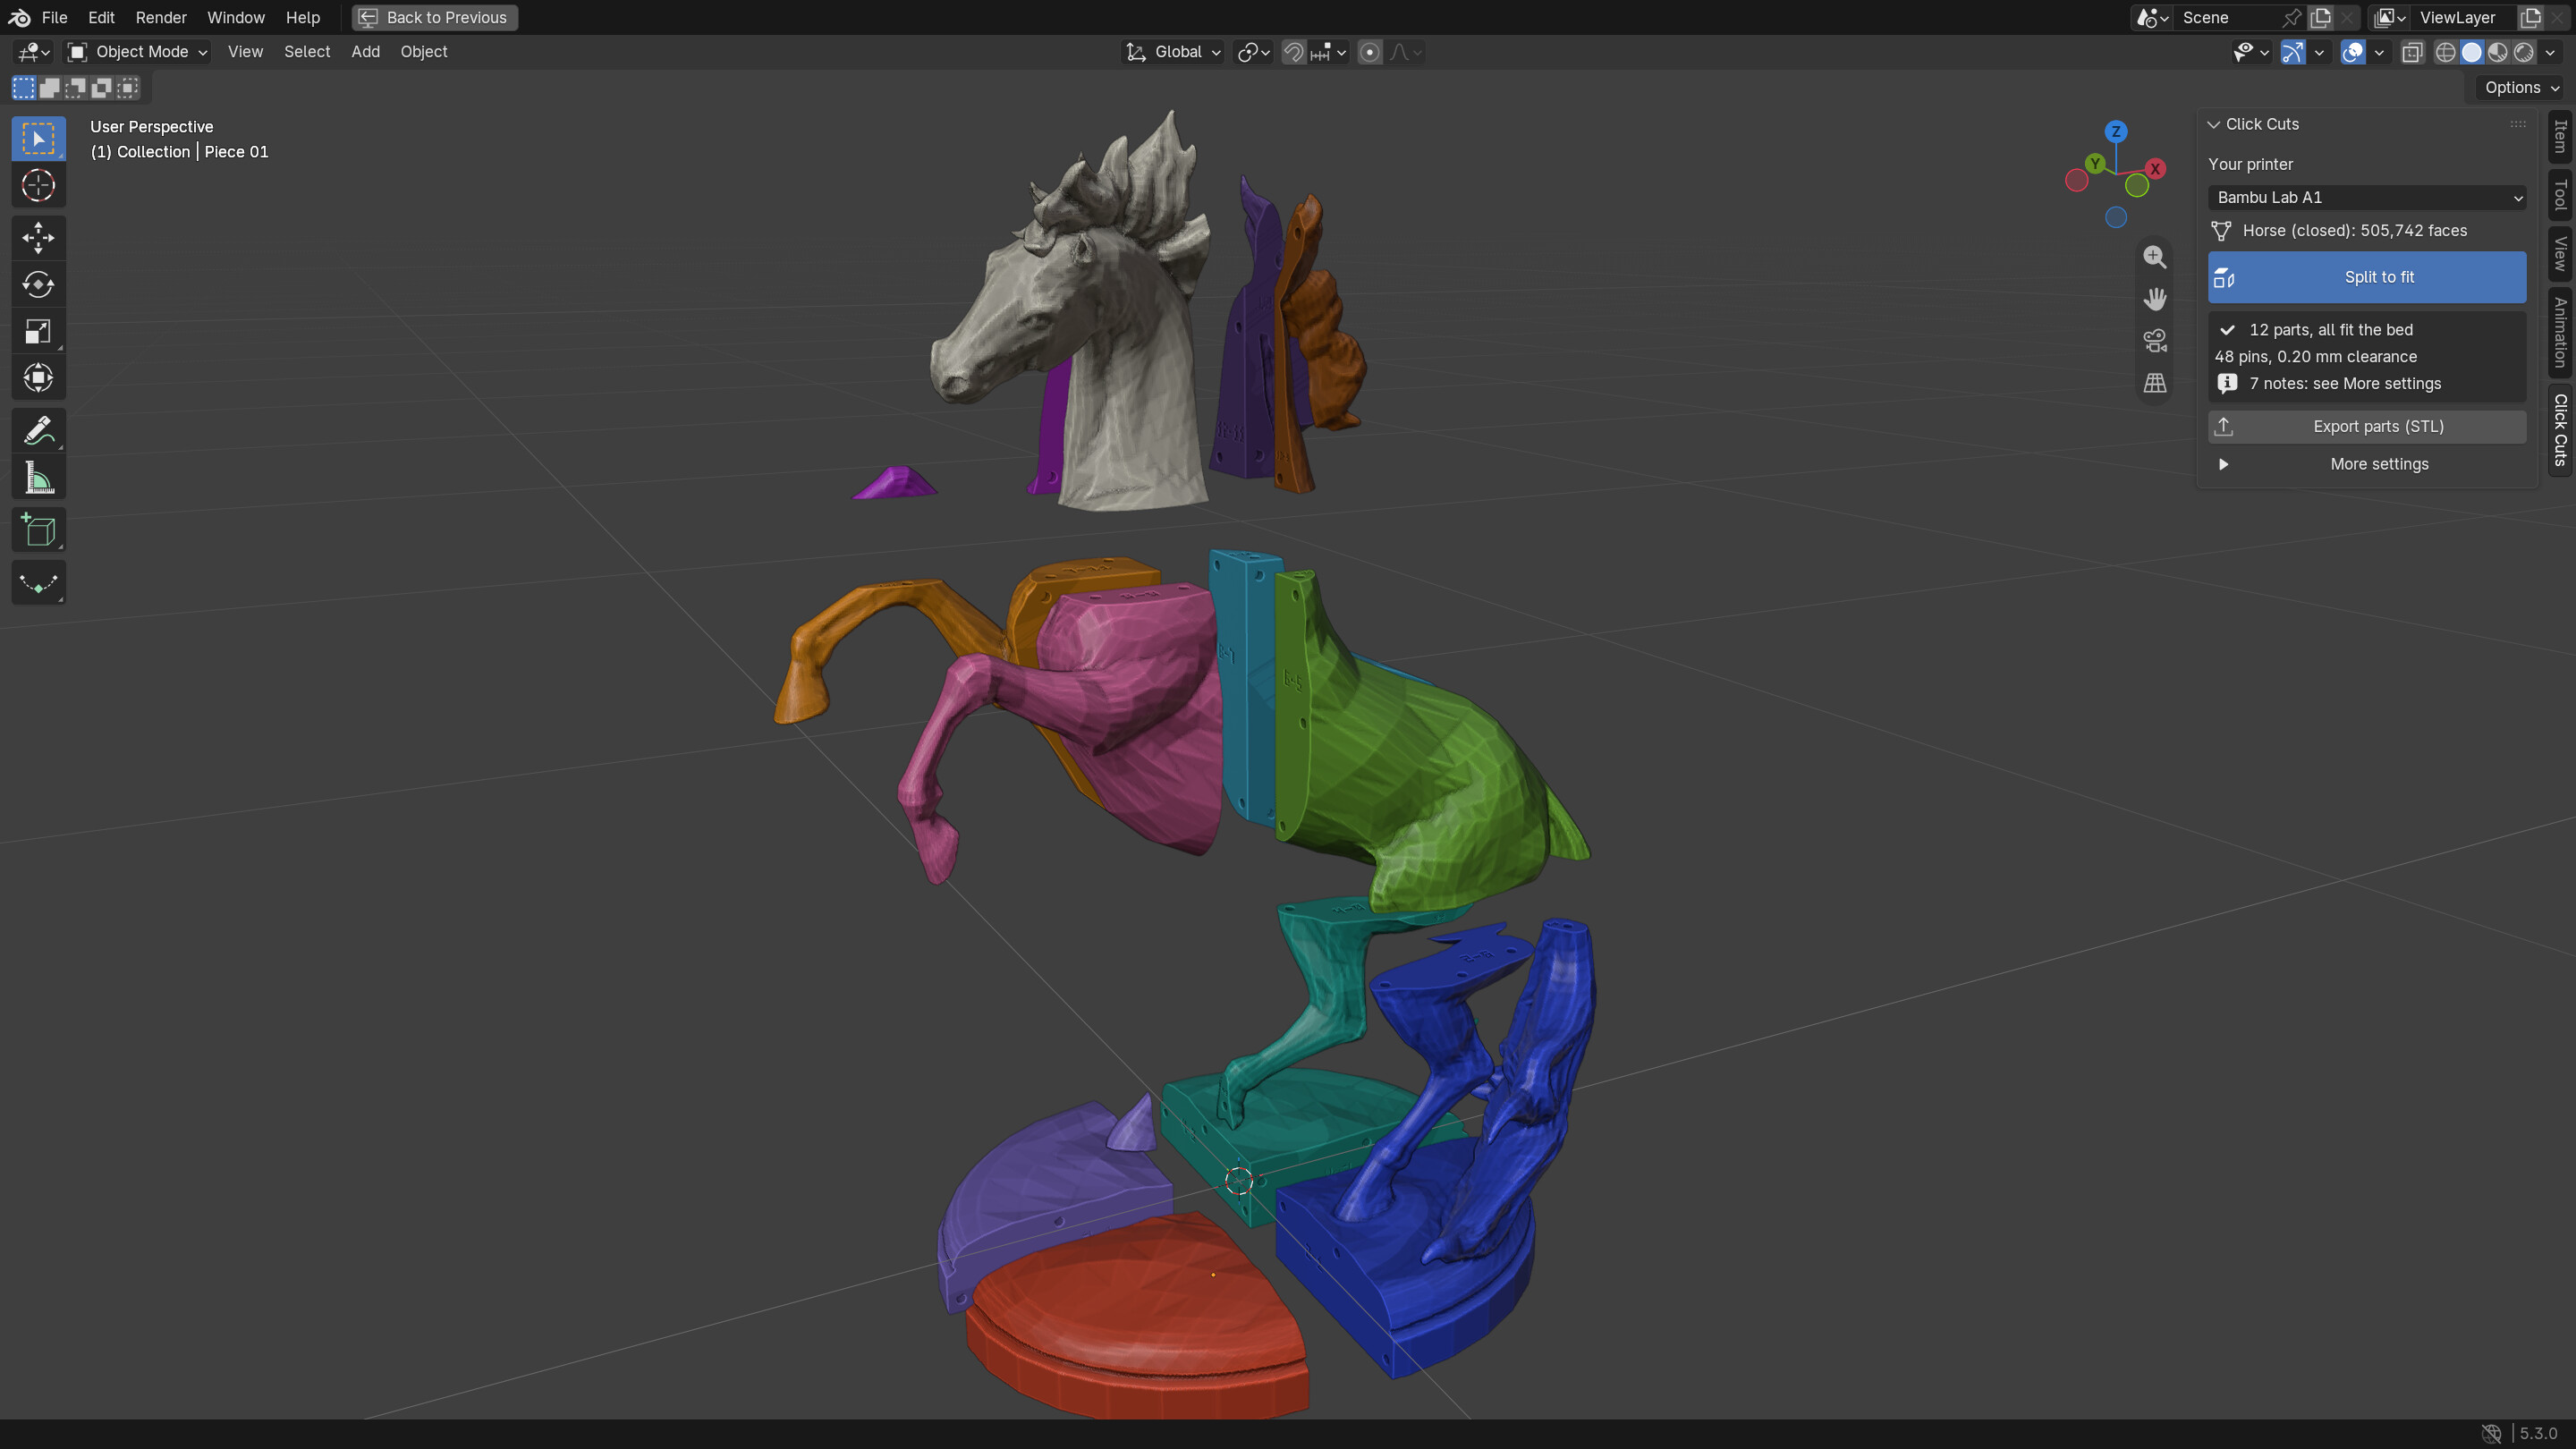 File Edit Render Window Help Back to Previous Scene ViewLayer
Object Mode View Select Add Object Global
Options
User Perspective
(1) Collection | Piece 01
Z
Y X
Click Cuts
Your printer
Bambu Lab A1
Horse (closed): 505,742 faces
Split to fit
12 parts, all fit the bed
48 pins, 0.20 mm clearance
7 notes: see More settings
Export parts (STL)
More settings
Item
Tool
View
Animation
Click Cuts
5.3.0